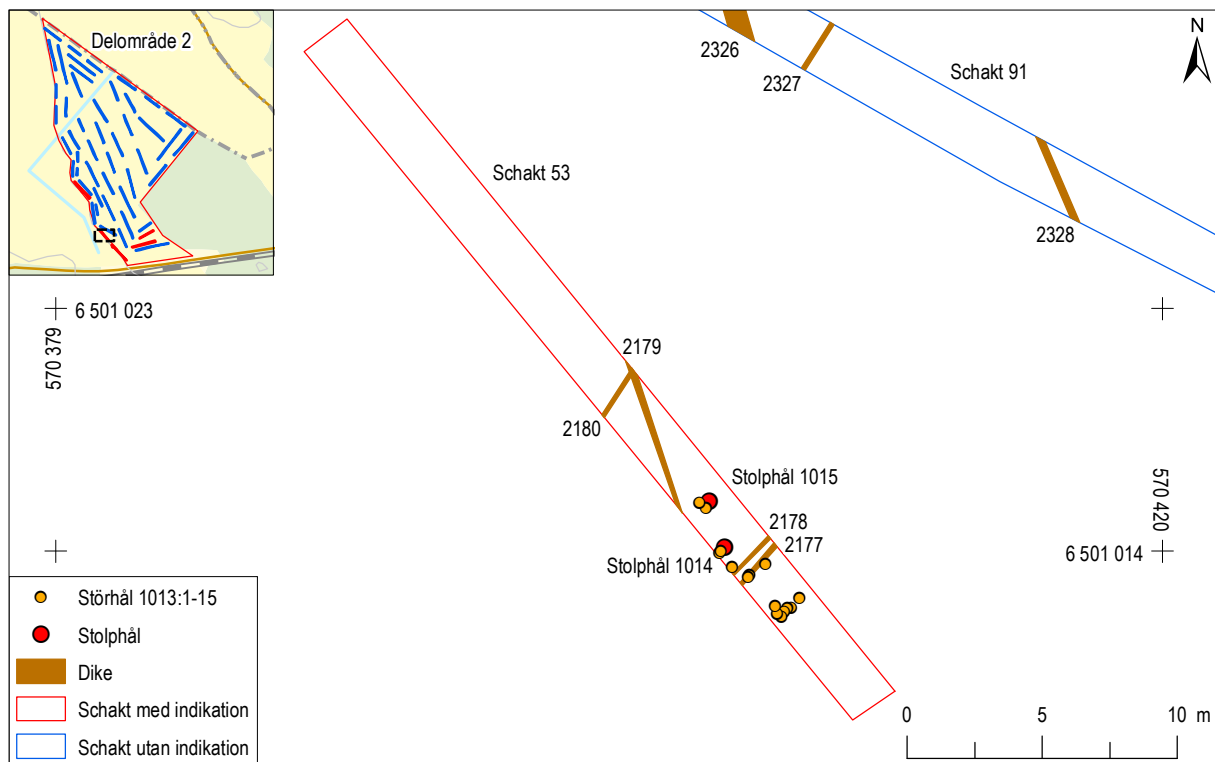 Delområde 2
2326
2327
Schakt 91
N
Schakt 53
2328
6 501 023
570 379
2179
2180
Stolphål 1015
2178
2177
Stolphål 1014
570 420
6 501 014
Störhål 1013:1-15
Stolphål
Dike
Schakt med indikation
Schakt utan indikation
0 5 10 m